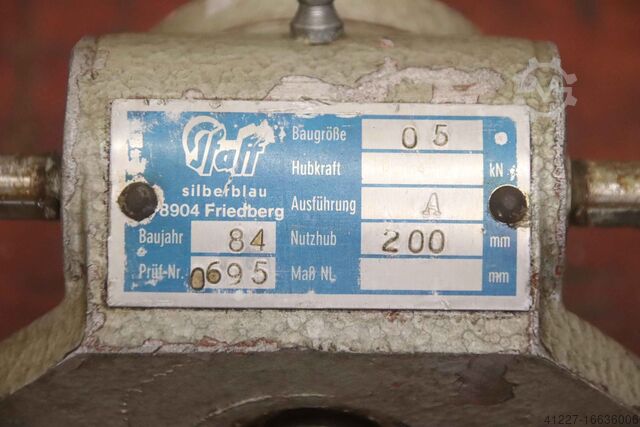 Pfaff
silberblau
8904 Friedberg
Baujahr 84
Prüf-Nr. 0695
Baugröße 05
Hubkraft kN
Ausführung A
Nutzhub 200 mm
Maß NL mm
41227-16636006